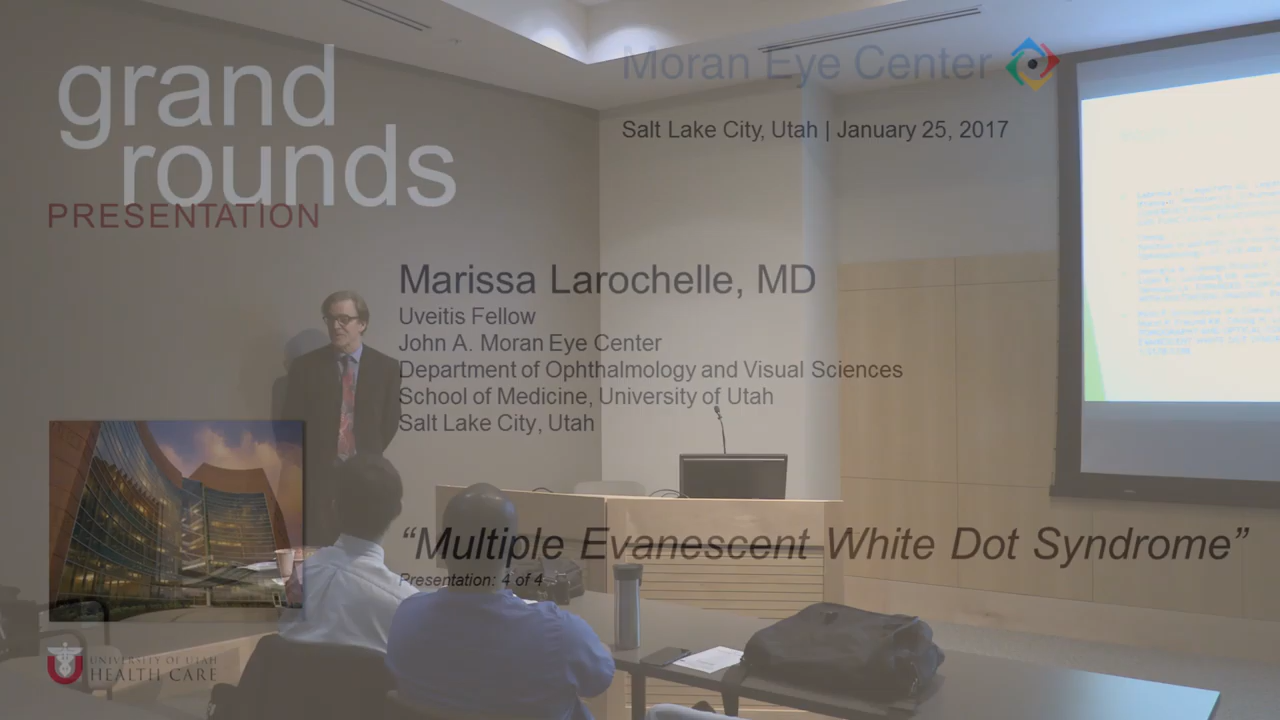 grand
rounds
PRESENTATION
Moran Eye Center
Salt Lake City, Utah | January 25, 2017
Marissa Larochelle, MD
Uveitis Fellow
John A. Moran Eye Center
Department of Ophthalmology and Visual Sciences
School of Medicine, University of Utah
Salt Lake City, Utah
“Multiple Evanescent White Dot Syndrome”
Presentation: 4 of 4
UNIVERSITY OF UTAH
HEALTH CARE